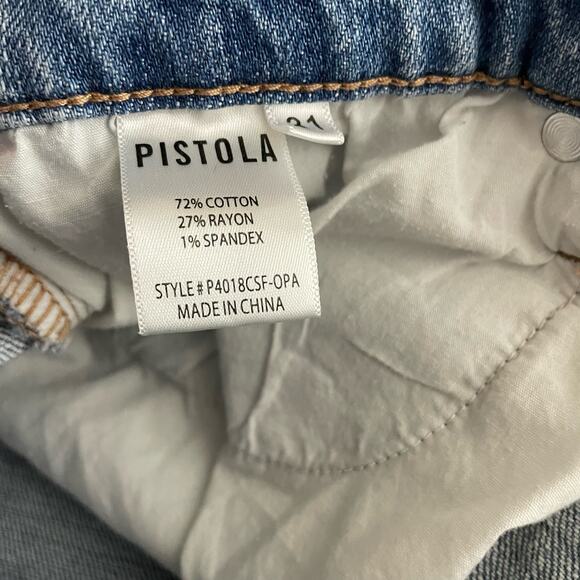 31
PISTOLA
72% COTTON
27% RAYON
1% SPANDEX
STYLE# P4018CSF-OPA
MADE IN CHINA